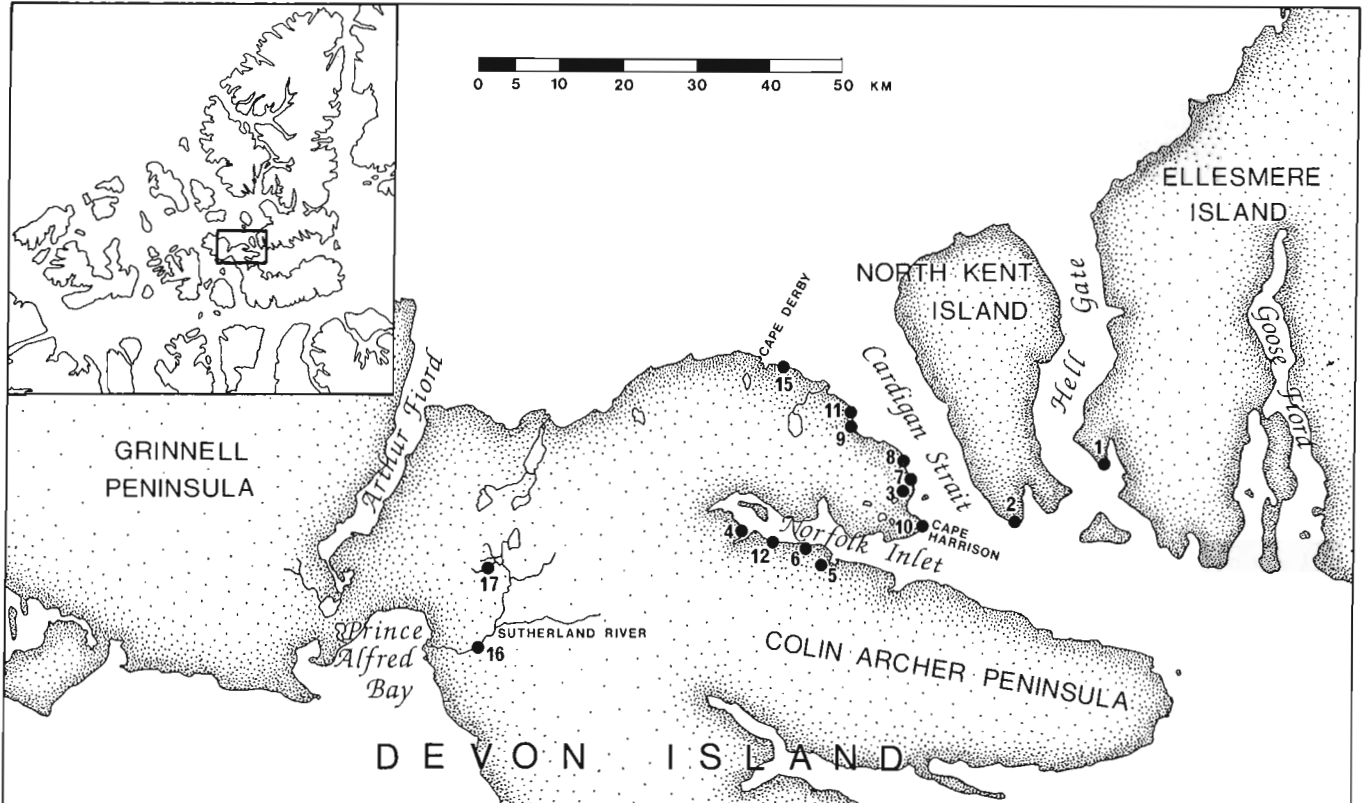 0 5 10 20 30 40 50 KM
ELLESMERE
ISLAND
NORTH KENT
ISLAND
Hell Gate
Goose Fiord
CAPE DERBY
15
Cardigan Strait
11
9
8
7
3
1
2
Arthur Fiord
GRINNELL
PENINSULA
10
CAPE
HARRISON
Norfolk Inlet
4
12
6
5
17
SUTHERLAND RIVER
16
Prince
Alfred
Bay
COLIN ARCHER PENINSULA
DEVON ISLAND